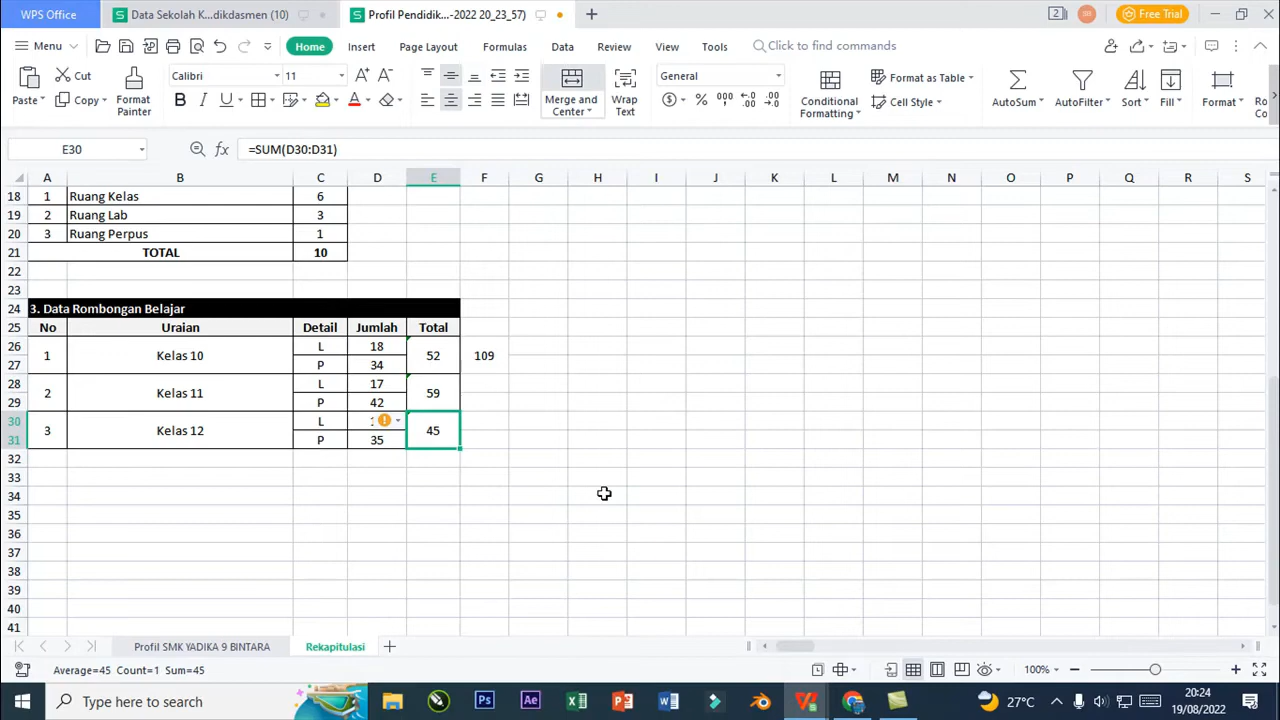 WPS Office
Data Sekolah K...dikdasmen (10)
Profil Pendidik...-2022 20_23_57)
2
SB
Free Trial
Menu
Home
Insert
Page Layout
Formulas
Data
Review
View
Tools
Click to find commands
Paste
Cut
Copy
Format
Painter
Calibri
11
Merge and
Center
Wrap
Text
General
Conditional
Formatting
Format as Table
Cell Style
AutoSum
AutoFilter
Sort
Fill
Format
E30
=SUM(D30:D31)
A B C D E F G H I J K L M N O P Q R S
18 1 Ruang Kelas 6
19 2 Ruang Lab 3
20 3 Ruang Perpus 1
21 TOTAL 10
22
23
24 3. Data Rombongan Belajar
25 No Uraian Detail Jumlah Total
26 1 Kelas 10 L 18 52 109
27 P 34
28 2 Kelas 11 L 17 59
29 P 42
30 3 Kelas 12 L 45
31 P 35
32
33
34
35
36
37
38
39
40
41
Profil SMK YADIKA 9 BINTARA
Rekapitulasi
Average=45 Count=1 Sum=45
100%
Type here to search
27°C
20:24
19/08/2022